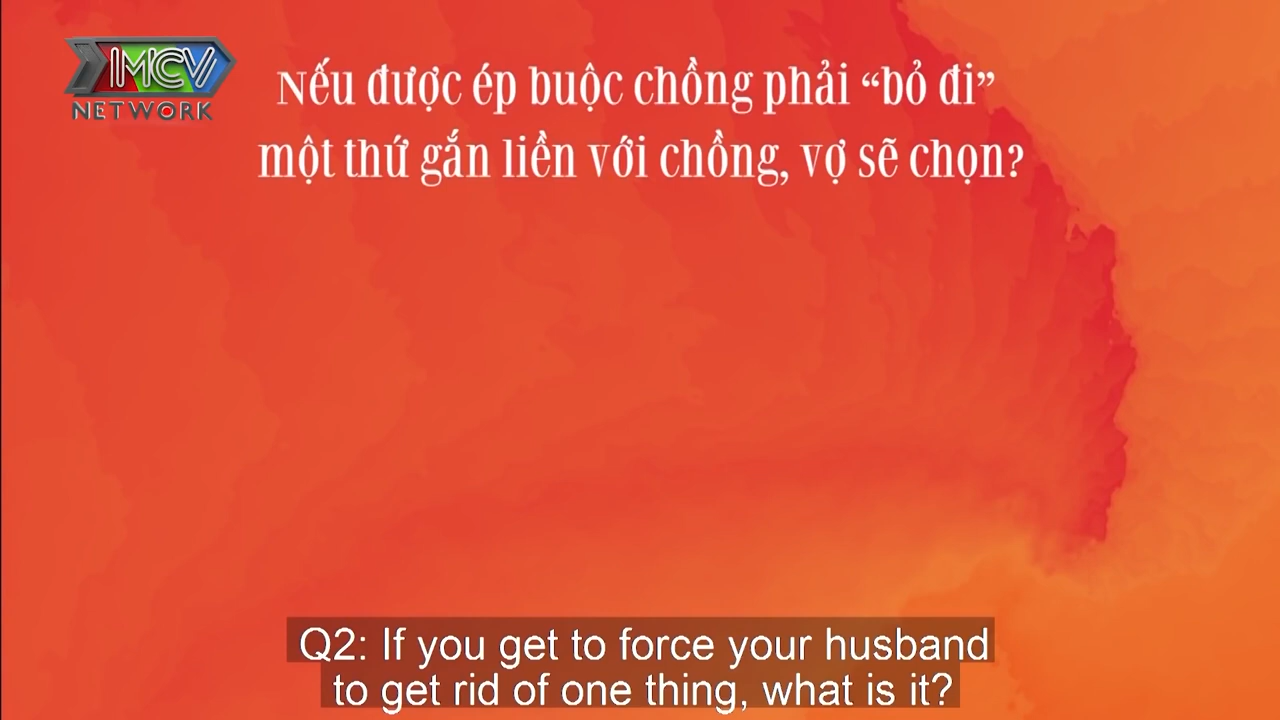 MCV
NETWORK
Nếu được ép buộc chồng phải “bỏ đi”
một thứ gắn liền với chồng, vợ sẽ chọn?
Q2: If you get to force your husband
to get rid of one thing, what is it?